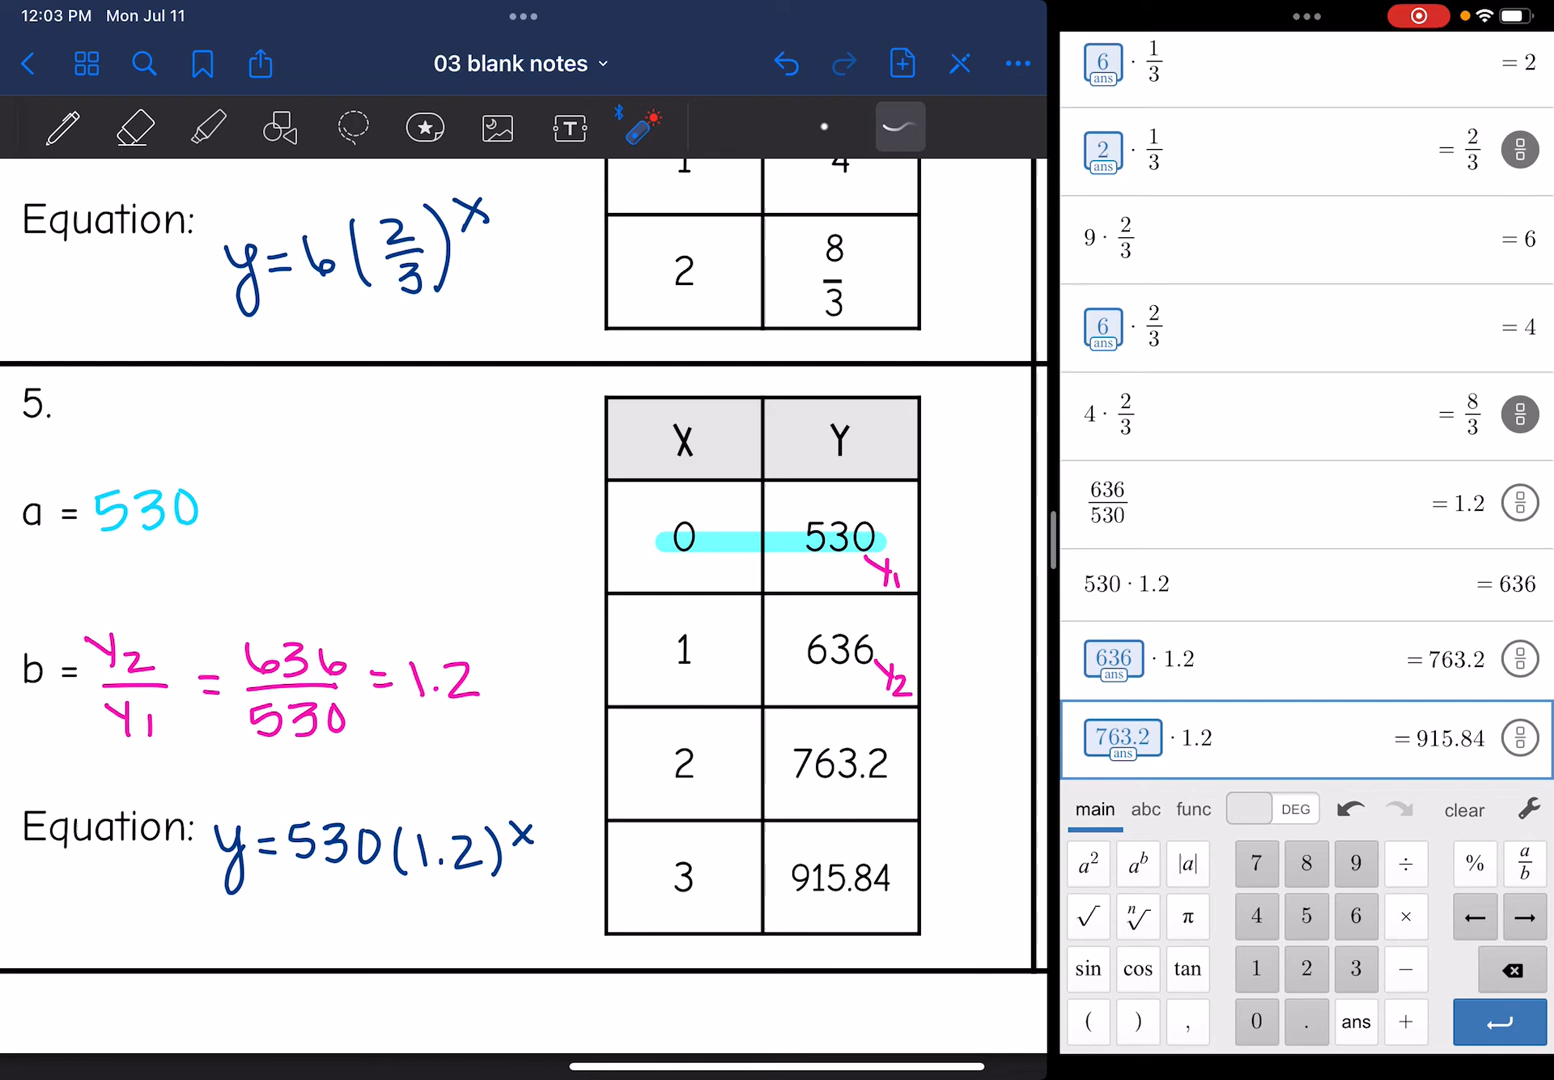 12:03 PM Mon Jul 11
03 blank notes
T
1 4
Equation: y = 6 (2/3)^x
2 8/3
5.
X Y
a = 530
0 530 Y1
1 636 Y2
b = Y2/Y1 = 636/530 = 1.2
2 763.2
Equation: y = 530(1.2)^x
3 915.84
6 ans · 1/3 = 2
2 ans · 1/3 = 2/3
9 · 2/3 = 6
6 ans · 2/3 = 4
4 · 2/3 = 8/3
636/530 = 1.2
530 · 1.2 = 636
636 ans · 1.2 = 763.2
763.2 ans · 1.2 = 915.84
main abc func DEG clear
a² aᵇ |a| 7 8 9 ÷ % a/b
√ ⁿ√ π 4 5 6 × ← →
sin cos tan 1 2 3 −
( ) , 0 . ans +